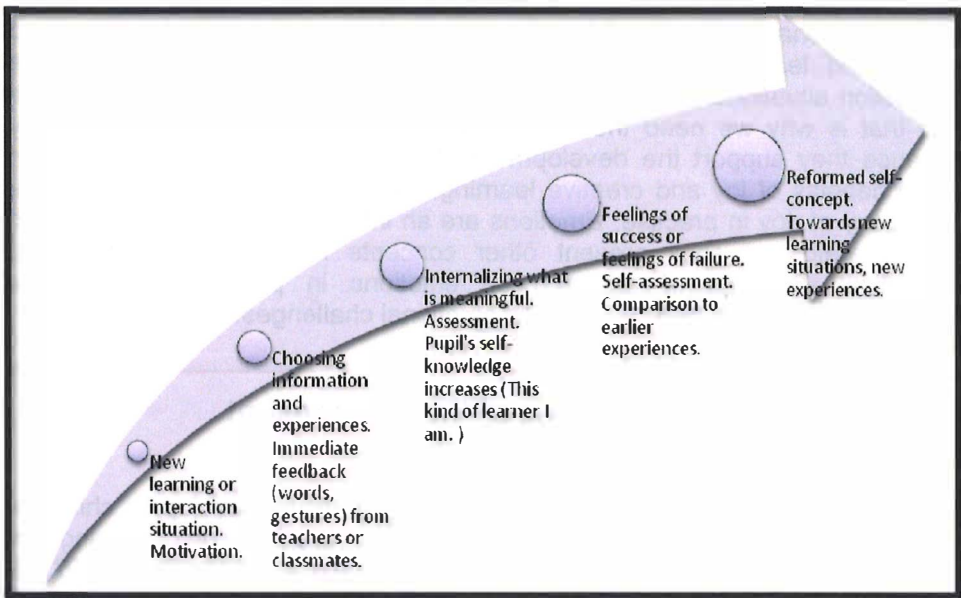 New
learning or
interaction
situation.
Motivation.
Choosing
information
and
experiences.
Immediate
feedback
(words,
gestures) from
teachers or
classmates.
Internalizing what
is meaningful.
Assessment.
Pupil's self-
knowledge
increases (This
kind of learner I
am. )
Feelings of
success or
feelings of failure.
Self-assessment.
Comparison to
earlier
experiences.
Reformed self-
concept.
Towards new
learning
situations, new
experiences.